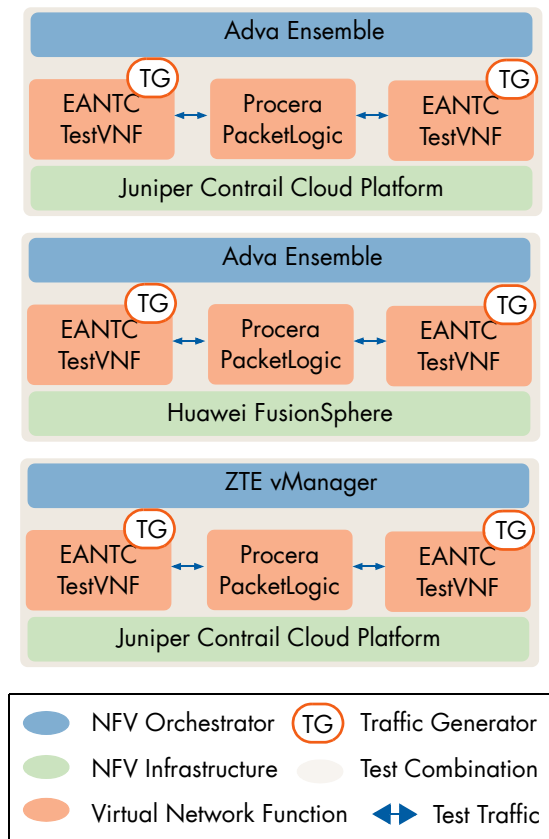 Adva Ensemble
TG
TG
EANTC
TestVNF
Procera
PacketLogic
EANTC
TestVNF
Juniper Contrail Cloud Platform
Adva Ensemble
TG
TG
EANTC
TestVNF
Procera
PacketLogic
EANTC
TestVNF
Huawei FusionSphere
ZTE vManager
TG
TG
EANTC
TestVNF
Procera
PacketLogic
EANTC
TestVNF
Juniper Contrail Cloud Platform
NFV Orchestrator
TG
Traffic Generator
NFV Infrastructure
Test Combination
Virtual Network Function
Test Traffic